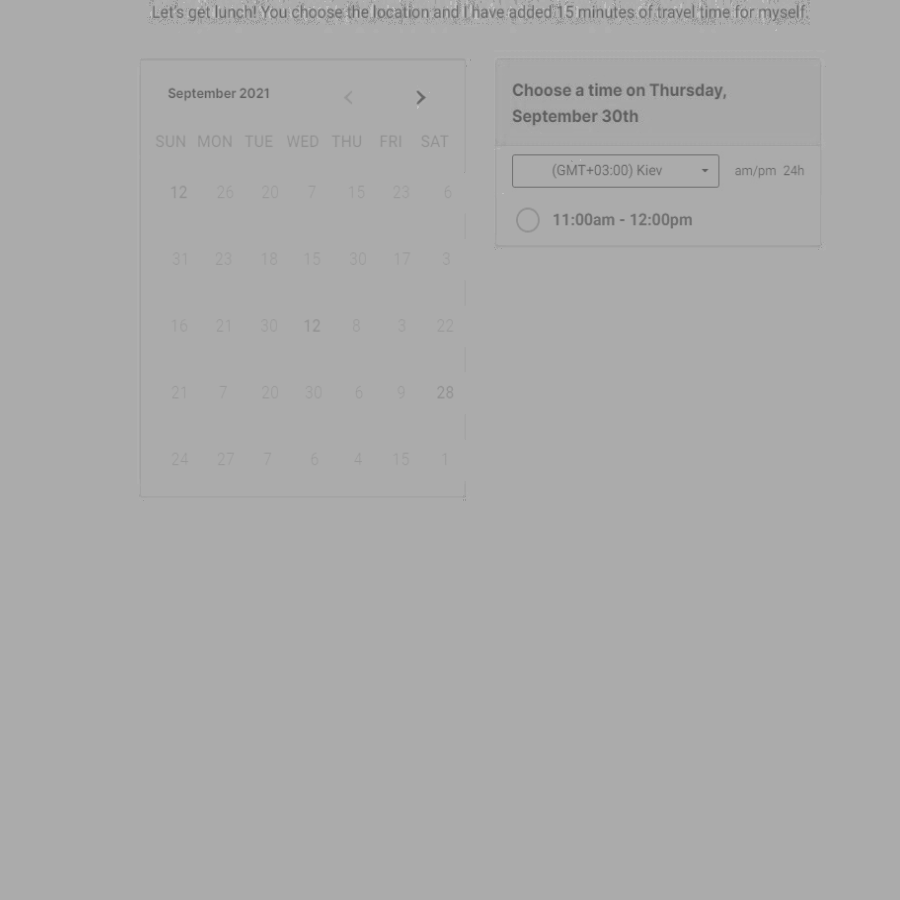 Let's get lunch! You choose the location and I have added 15 minutes of travel time for myself.
September 2021
SUN MON TUE WED THU FRI SAT
12 26 20 7 15 23 6
31 23 18 15 30 17 3
16 21 30 12 8 3 22
21 7 20 30 6 9 28
24 27 7 6 4 15 1
Choose a time on Thursday,
September 30th
(GMT+03:00) Kiev
am/pm 24h
11:00am - 12:00pm